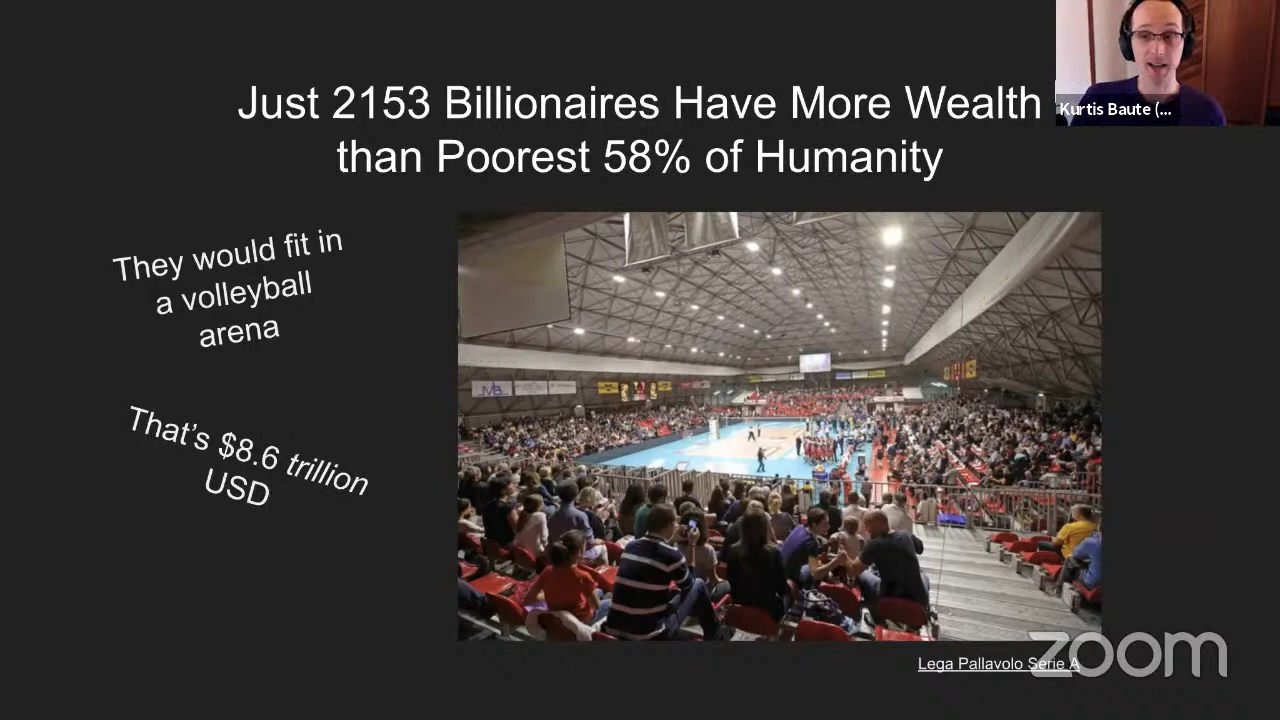 Just 2153 Billionaires Have More Wealth
than Poorest 58% of Humanity
Kurtis Baute (...
They would fit in
a volleyball
arena
That's $8.6 trillion
USD
JVB
Lega Pallavolo Serie A
zoom